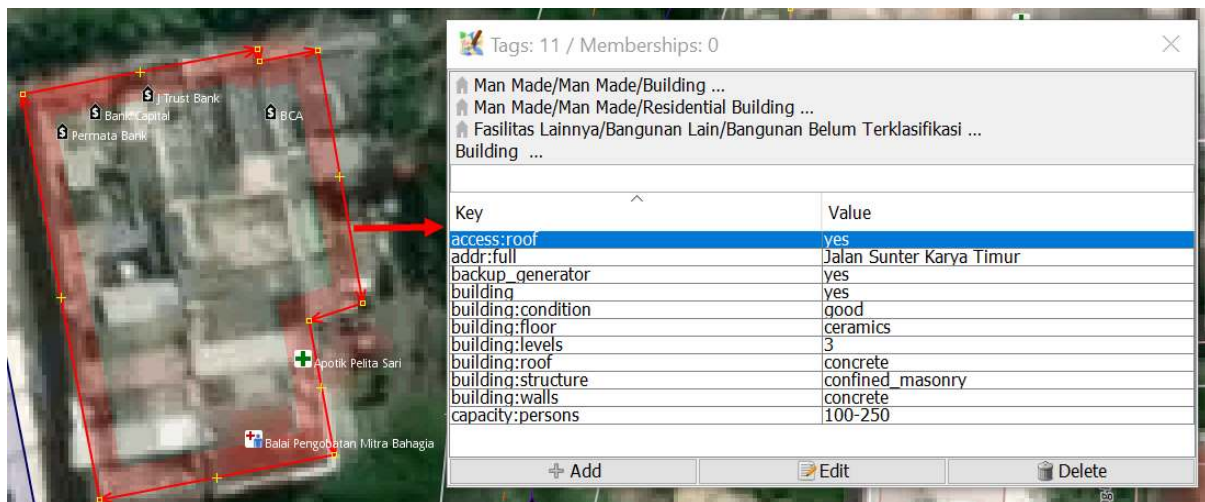 J Trust Bank
Bank Capital
BCA
Permata Bank
Apotik Pelita Sari
Balai Pengobatan Mitra Bahagia
Tags: 11 / Memberships: 0
Man Made/Man Made/Building ...
Man Made/Man Made/Residential Building ...
Fasilitas Lainnya/Bangunan Lain/Bangunan Belum Terklasifikasi ...
Building ...
Key Value
access:roof yes
addr:full Jalan Sunter Karya Timur
backup_generator yes
building yes
building:condition good
building:floor ceramics
building:levels 3
building:roof concrete
building:structure confined_masonry
building:walls concrete
capacity:persons 100-250
Add Edit Delete